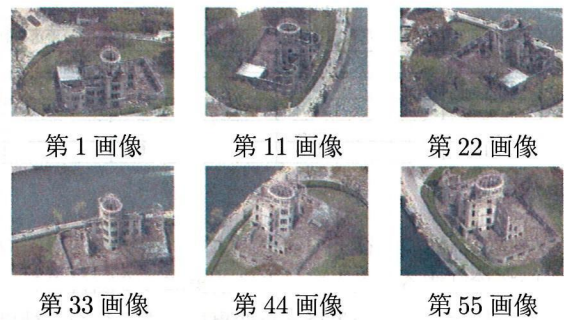 第 1 画像
第 11 画像
第 22 画像
第 33 画像
第 44 画像
第 55 画像